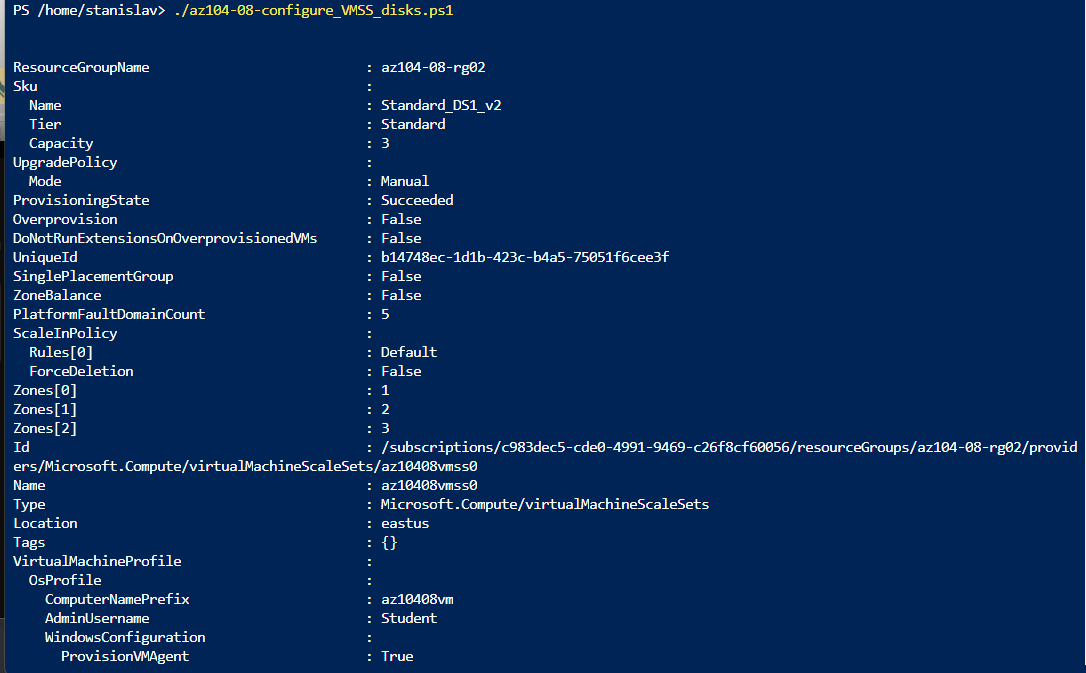 PS /home/stanislav> ./az104-08-configure_VMSS_disks.ps1
ResourceGroupName : az104-08-rg02
Sku :
Name : Standard_DS1_v2
Tier : Standard
Capacity : 3
UpgradePolicy :
Mode : Manual
ProvisioningState : Succeeded
Overprovision : False
DoNotRunExtensionsOnOverprovisionedVMs : False
UniqueId : b14748ec-1d1b-423c-b4a5-75051f6cee3f
SinglePlacementGroup : False
ZoneBalance : False
PlatformFaultDomainCount : 5
ScaleInPolicy :
Rules[0] : Default
ForceDeletion : False
Zones[0] : 1
Zones[1] : 2
Zones[2] : 3
Id : /subscriptions/c983dec5-cde0-4991-9469-c26f8cf60056/resourceGroups/az104-08-rg02/provid
ers/Microsoft.Compute/virtualMachineScaleSets/az10408vmss0
Name : az10408vmss0
Type : Microsoft.Compute/virtualMachineScaleSets
Location : eastus
Tags : {}
VirtualMachineProfile :
OsProfile :
ComputerNamePrefix : az10408vm
AdminUsername : Student
WindowsConfiguration :
ProvisionVMAgent : True